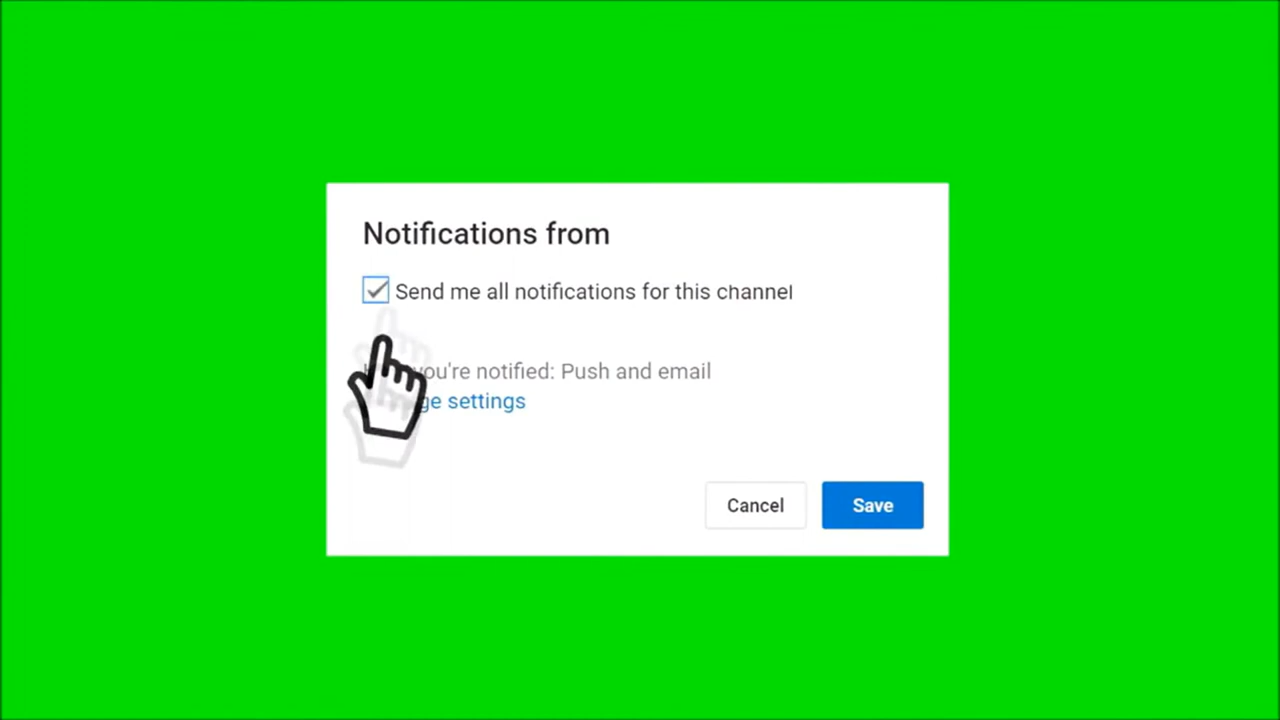 Notifications from
Send me all notifications for this channel
you're notified: Push and email
settings
Cancel
Save